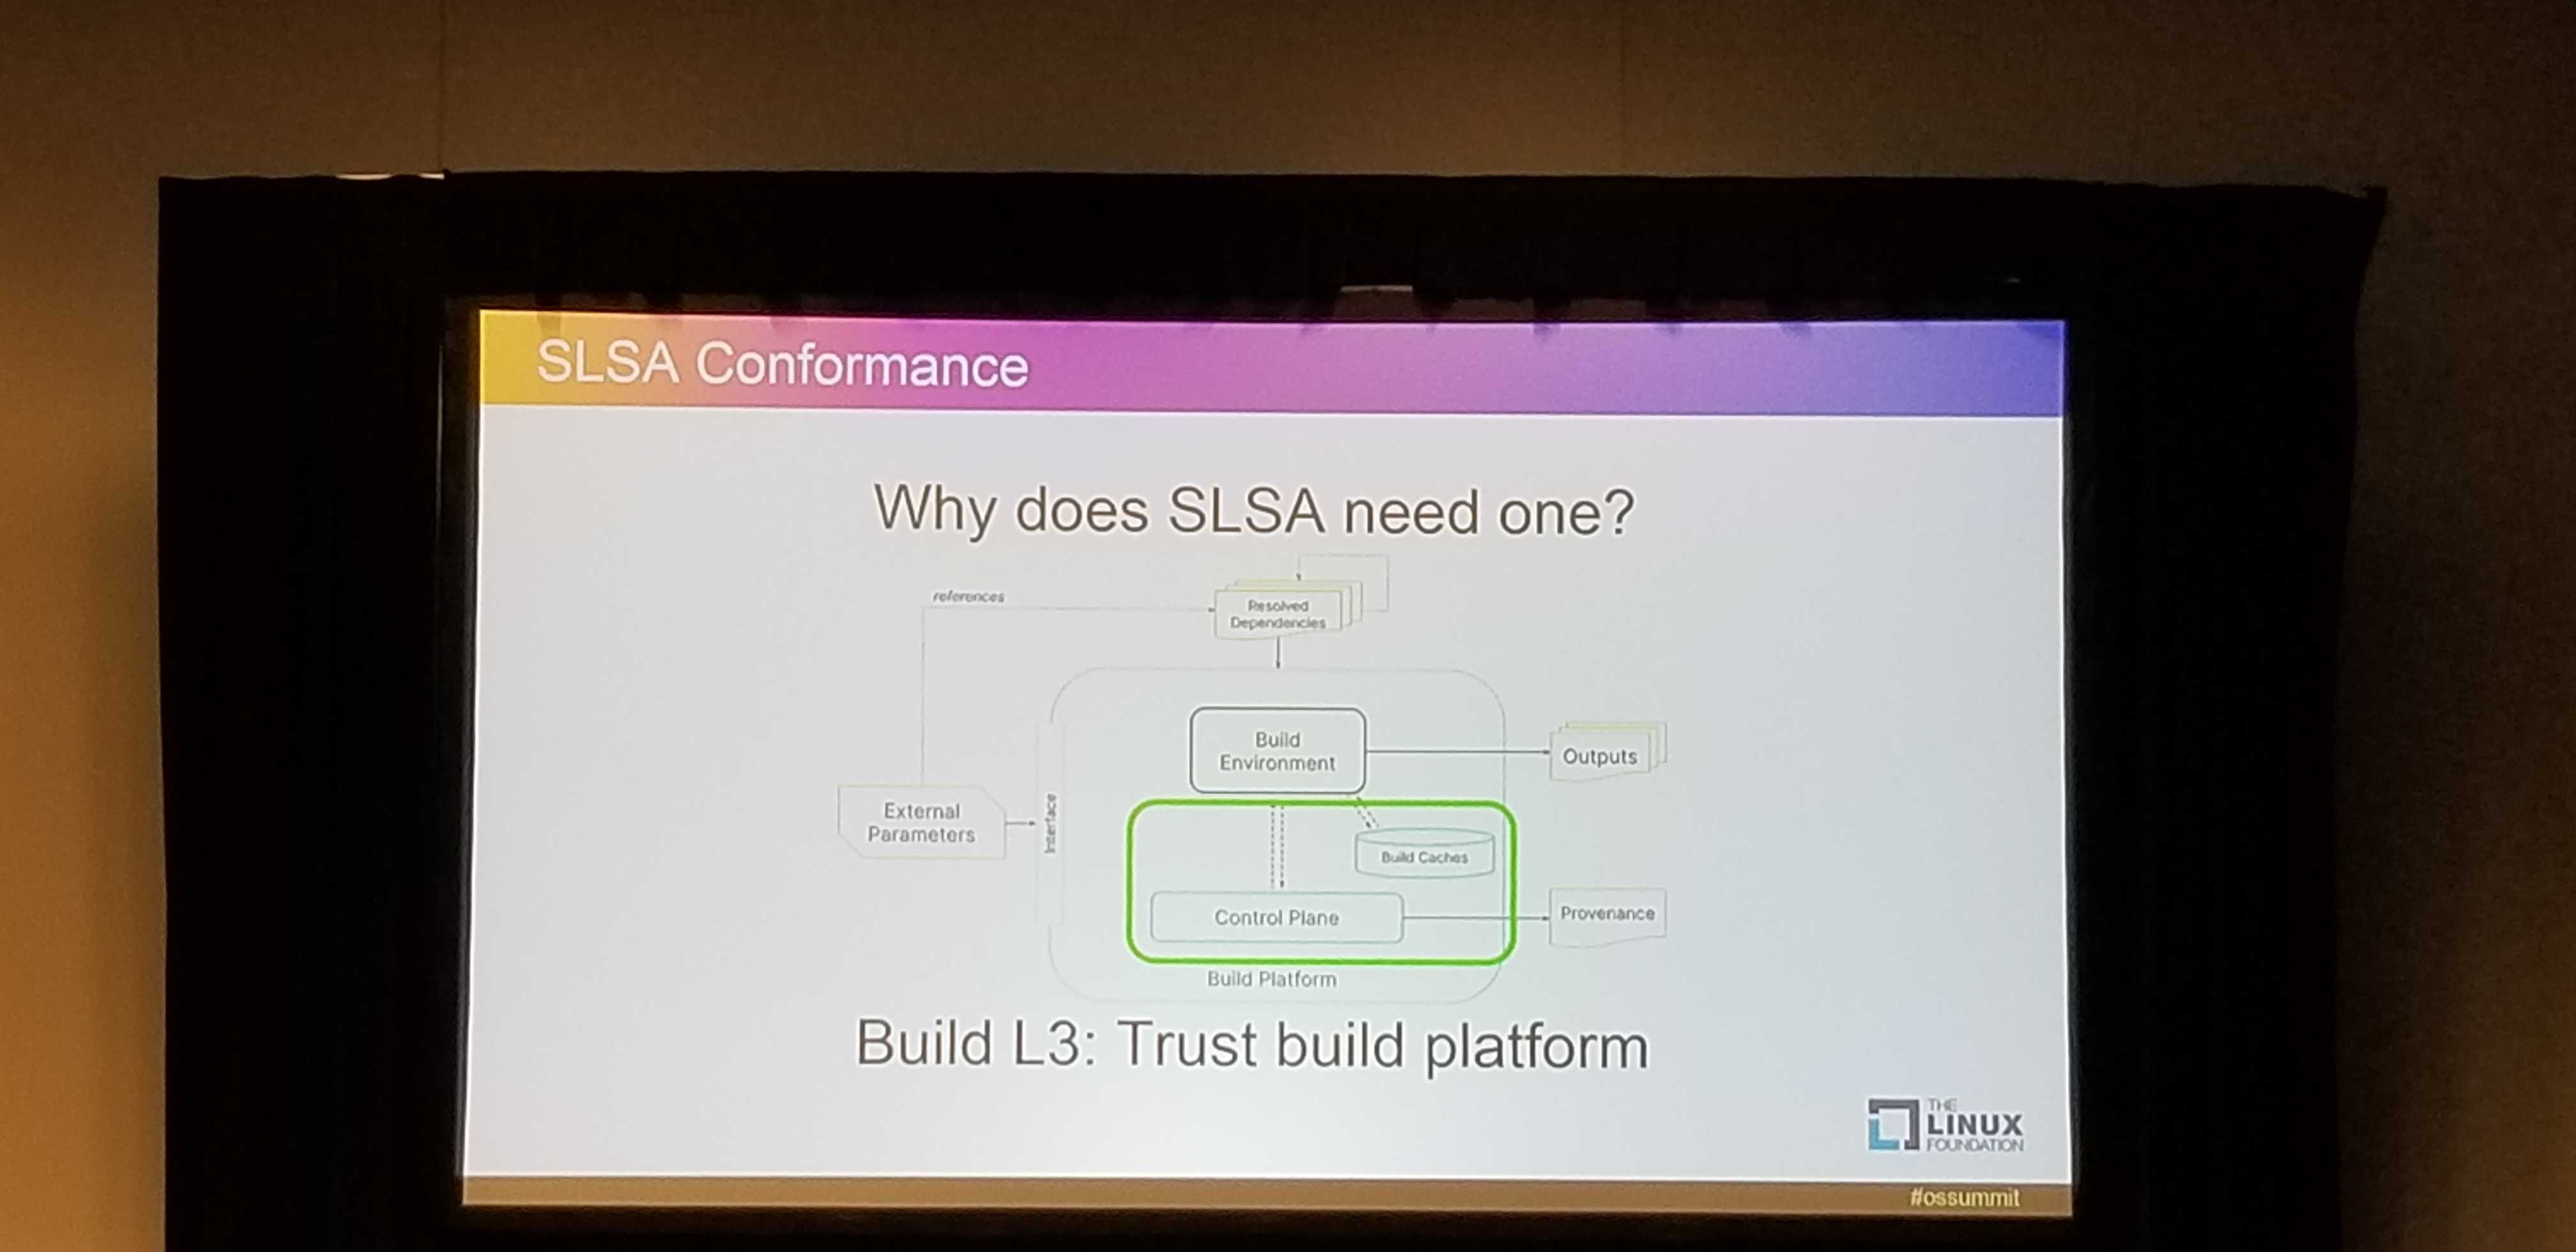 SLSA Conformance
Why does SLSA need one?
references
Resolved
Dependencies
Build
Environment
Outputs
External
Parameters
Interface
Build Caches
Control Plane
Provenance
Build Platform
Build L3: Trust build platform
THE
LINUX
FOUNDATION
#ossummit